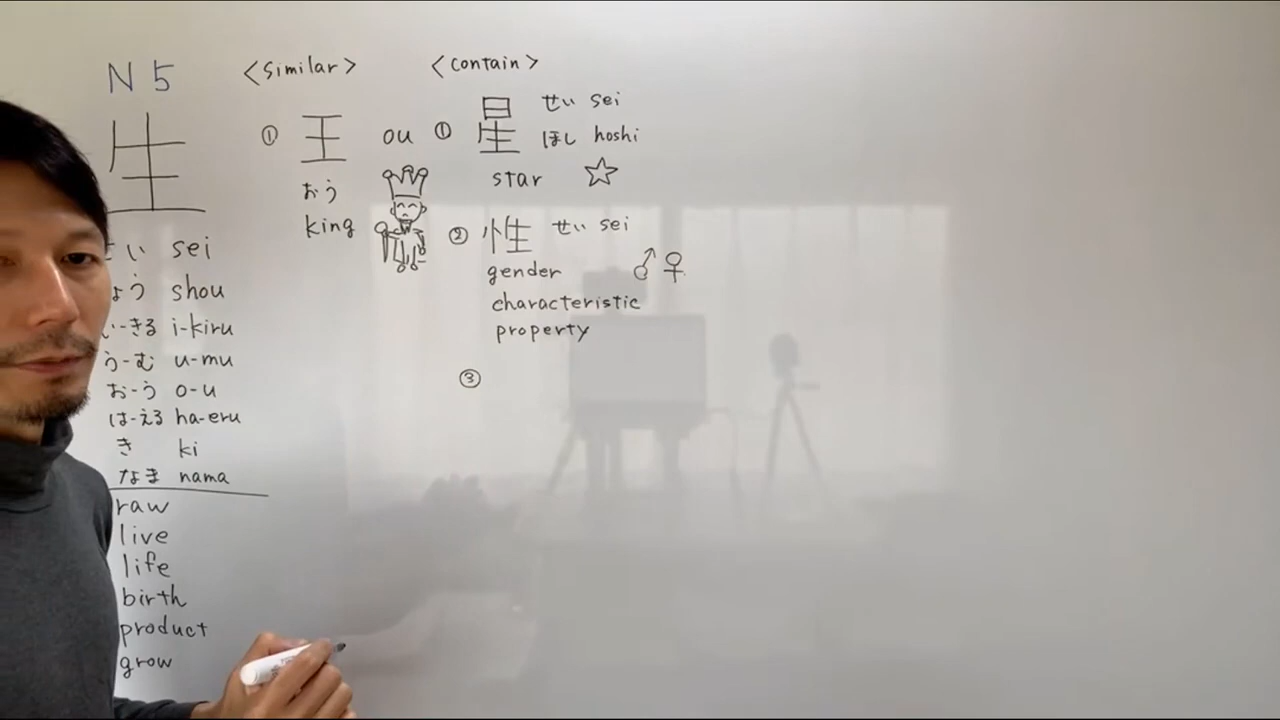 N5
生
い sei
ょう shou
い-きる i-kiru
う-む u-mu
お-う o-u
は-える ha-eru
き ki
なま nama
raw
live
life
birth
product
grow
<Similar>
① 王 ou
おう
king
<Contain>
① 星 せい sei
ほし hoshi
star ☆
② 性 せい sei
gender ♂ ♀
characteristic
property
③